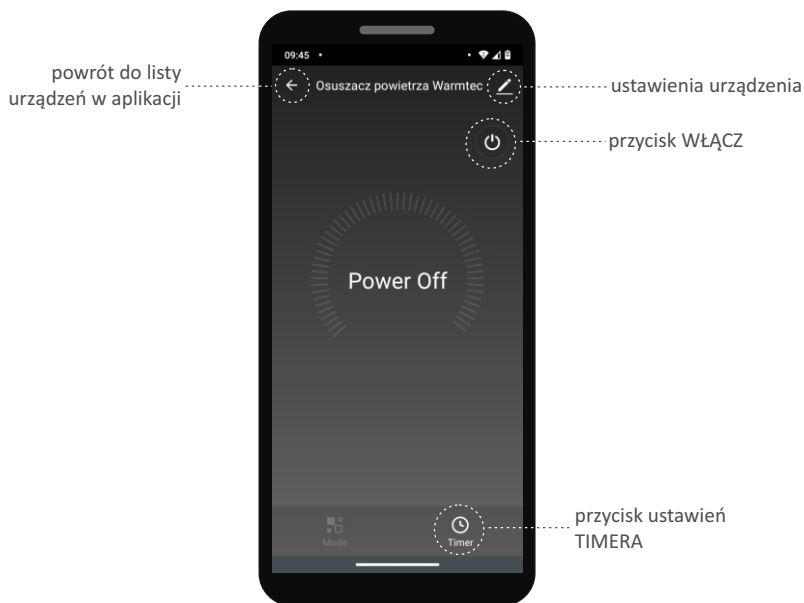 09:45
powrót do listy
urządzeń w aplikacji
Osuszacz powietrza Warmtec
ustawienia urządzenia
przycisk WŁĄCZ
Power Off
Mode
Timer
przycisk ustawień
TIMERA